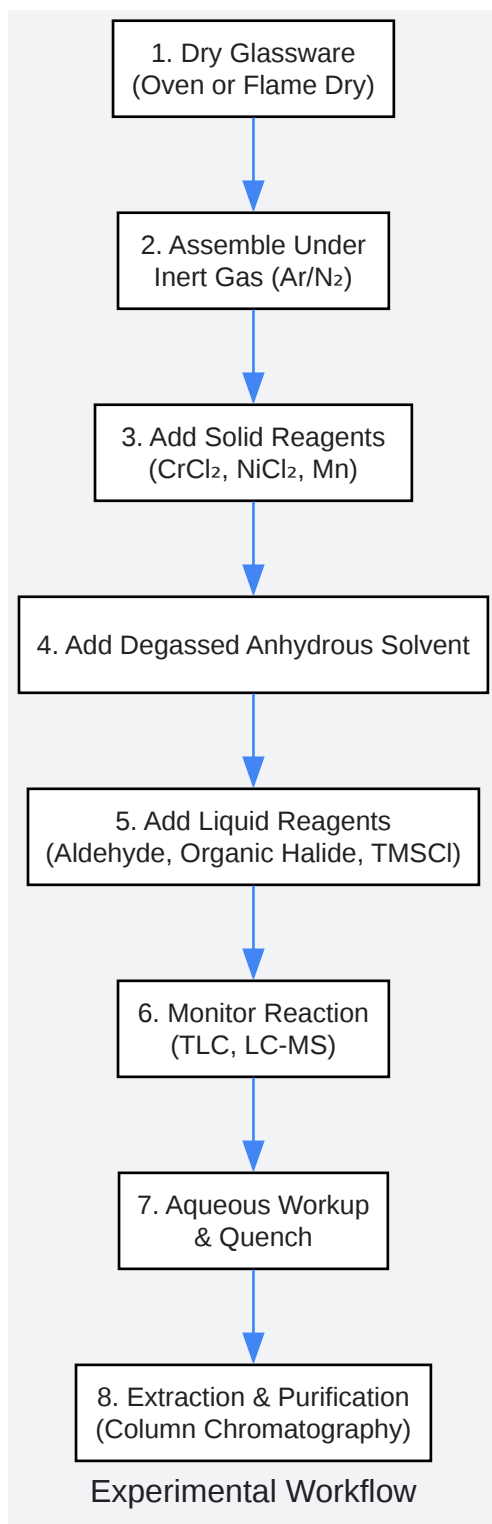 1. Dry Glassware
(Oven or Flame Dry)
2. Assemble Under
Inert Gas (Ar/N₂)
3. Add Solid Reagents
(CrCl₂, NiCl₂, Mn)
4. Add Degassed Anhydrous Solvent
5. Add Liquid Reagents
(Aldehyde, Organic Halide, TMSCl)
6. Monitor Reaction
(TLC, LC-MS)
7. Aqueous Workup
& Quench
8. Extraction & Purification
(Column Chromatography)
Experimental Workflow